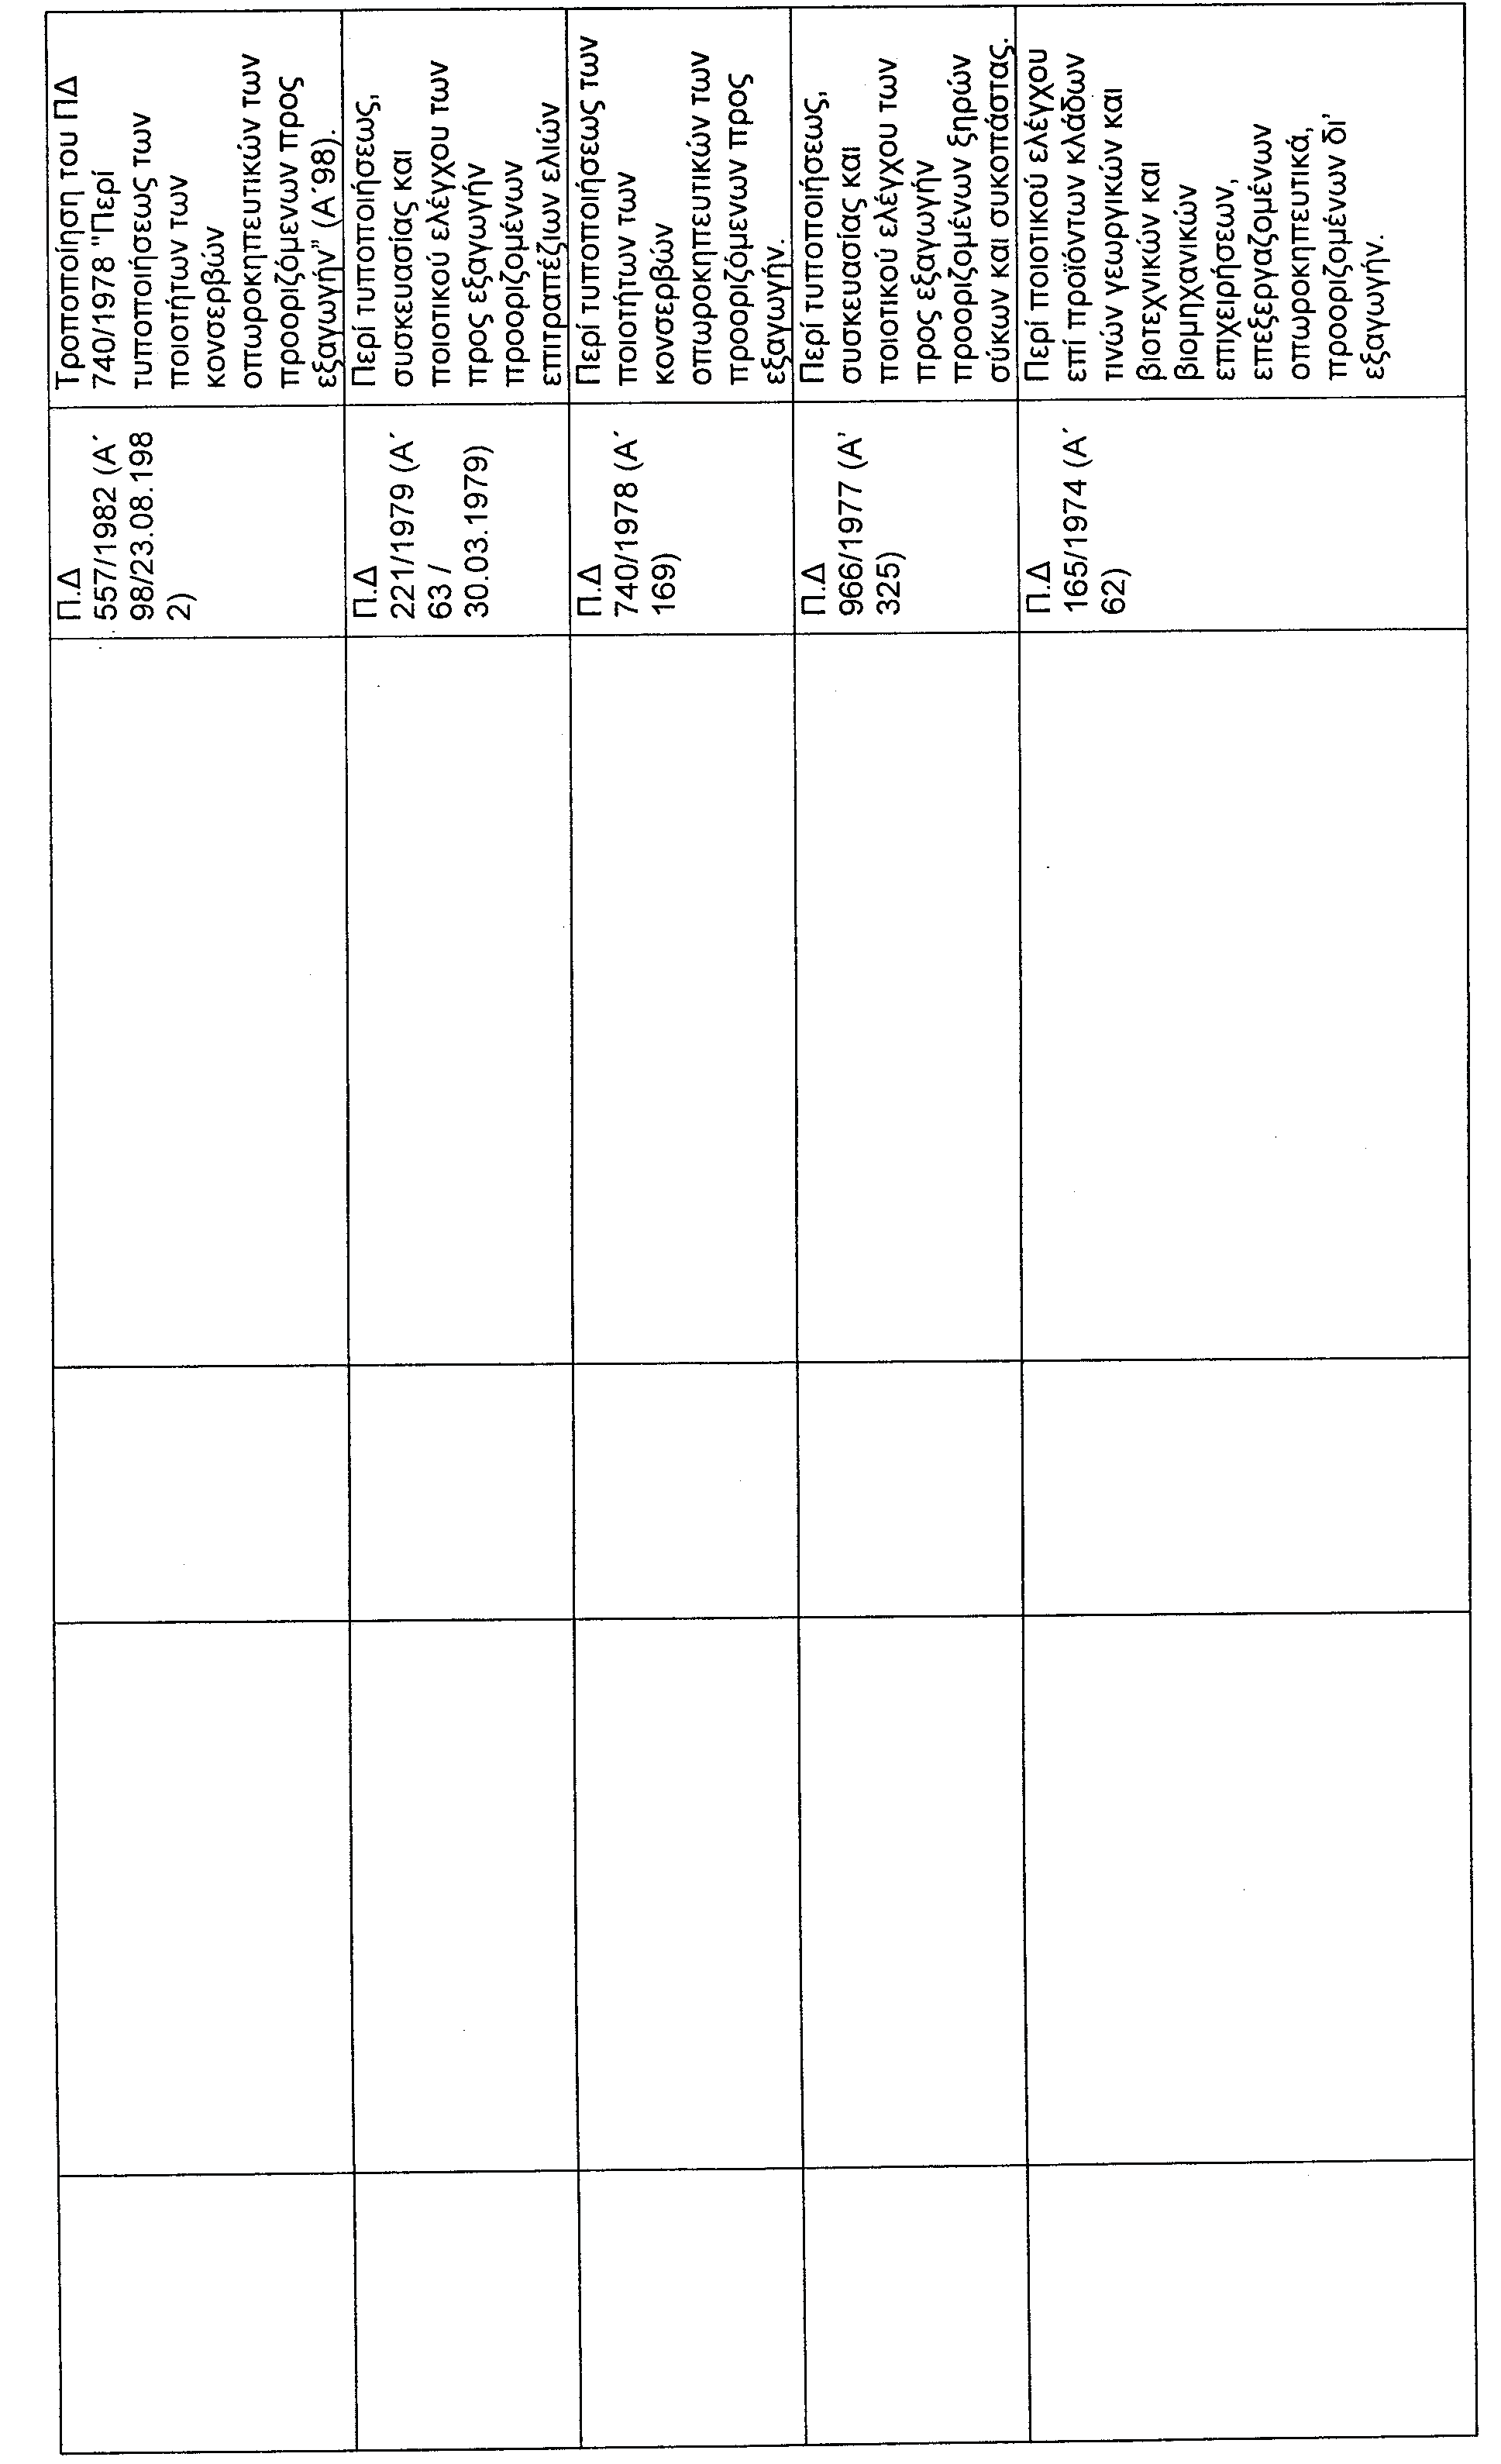 Π.Δ
557/1982 (Α΄
98/23.08.198
2)
Τροποποίηση του ΠΔ
740/1978 "Περί
τυποποιήσεως των
ποιοτήτων των
κονσερβών
οπωροκηπευτικών των
προοριζόμενων προς
εξαγωγήν" (Α΄98).
Π.Δ
221/1979 (Α΄
63 /
30.03.1979)
Περί τυποποιήσεως,
συσκευασίας και
ποιοτικού ελέγχου των
προς εξαγωγήν
προοριζομένων
επιτραπέζιων ελιών
Π.Δ
740/1978 (Α΄
169)
Περί τυποποιήσεως των
ποιοτήτων των
κονσερβών
οπωροκηπευτικών των
προοριζόμενων προς
εξαγωγήν.
Π.Δ
966/1977 (Α'
325)
Περί τυποποιήσεως,
συσκευασίας και
ποιοτικού ελέγχου των
προς εξαγωγήν
προοριζομένων ξηρών
σύκων και συκοπάστας.
Π.Δ
165/1974 (Α΄
62)
Περί ποιοτικού ελέγχου
επί προϊόντων κλάδων
τινών γεωργικών και
βιοτεχνικών και
βιομηχανικών
επιχειρήσεων,
επεξεργαζομένων
οπωροκηπευτικά,
προοριζομένων δι'
εξαγωγήν.